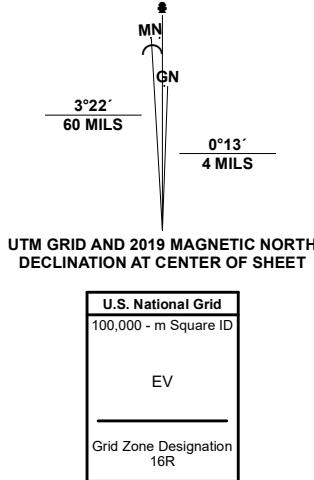 MN
GN
3°22´
60 MILS
0°13´
4 MILS
UTM GRID AND 2019 MAGNETIC NORTH
DECLINATION AT CENTER OF SHEET
U.S. National Grid
100,000 - m Square ID
EV
Grid Zone Designation
16R